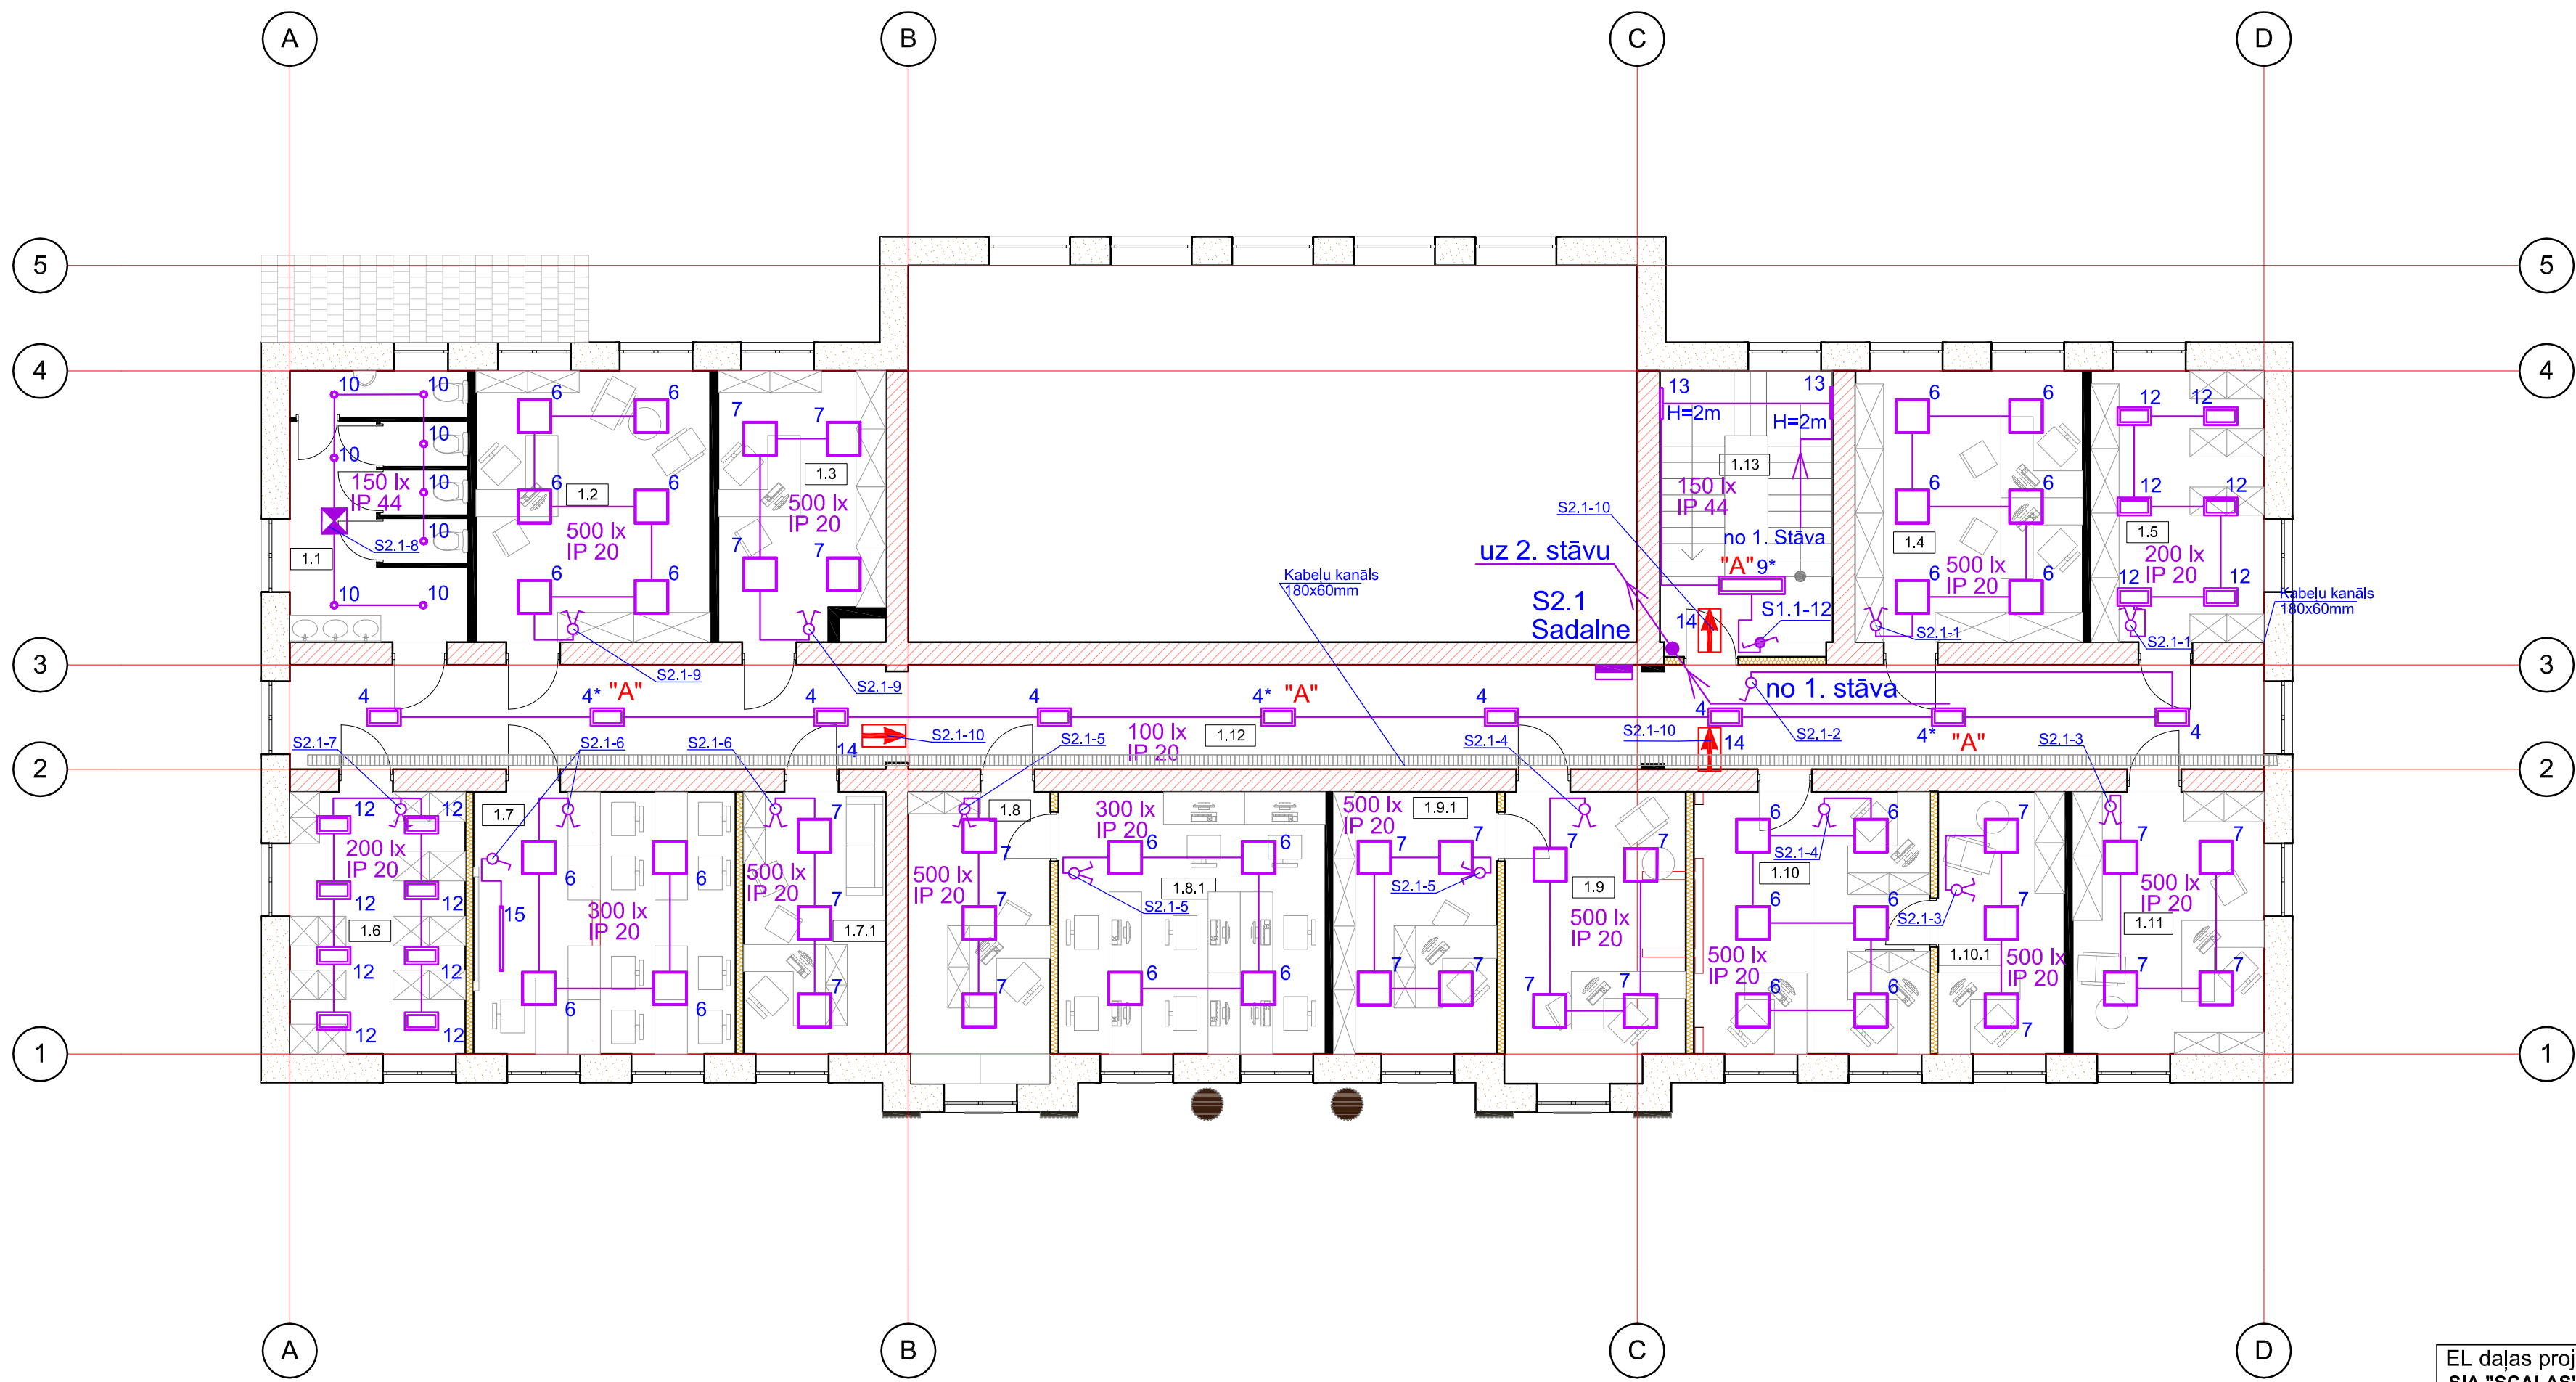 A
B
C
D
5
5
4
4
10
10
10
10
150 lx
IP 44
10
10
S2.1-8
1.1
10
10
6
6
6
6
1.2
500 lx
IP 20
6
6
S2.1-9
7
7
1.3
500 lx
IP 20
7
7
S2.1-9
13
13
H=2m
H=2m
1.13
150 lx
IP 44
S2.1-10
no 1. Stāva
"A" 9*
uz 2. stāvu
Kabeļu kanāls
180x60mm
S2.1
Sadalne
14
S1.1-12
6
6
6
6
1.4
500 lx
IP 20
6
6
S2.1-1
12
12
12
12
1.5
200 lx
IP 20
12
12
S2.1-1
Kabeļu kanāls
180x60mm
3
3
4
4* "A"
4
4
4* "A"
4
4
no 1. stāva
4*
"A"
4
S2.1-7
S2.1-6
S2.1-6
14
S2.1-10
S2.1-5
100 lx
IP 20
1.12
S2.1-4
S2.1-10
14
S2.1-2
S2.1-3
2
2
12
12
200 lx
IP 20
12
12
1.6
12
12
12
12
1.7
6
6
15
300 lx
IP 20
6
6
7
500 lx
IP 20
7
1.7.1
7
1.8
7
500 lx
IP 20
7
7
300 lx
IP 20
6
6
1.8.1
S2.1-5
6
6
500 lx
IP 20
1.9.1
7
7
S2.1-5
7
7
7
7
1.9
500 lx
IP 20
7
7
6
6
S2.1-4
1.10
6
6
500 lx
IP 20
6
6
7
S2.1-3
7
1.10.1
500 lx
IP 20
7
7
7
500 lx
IP 20
1.11
7
7
1
1
A
B
C
D
EL daļas proj